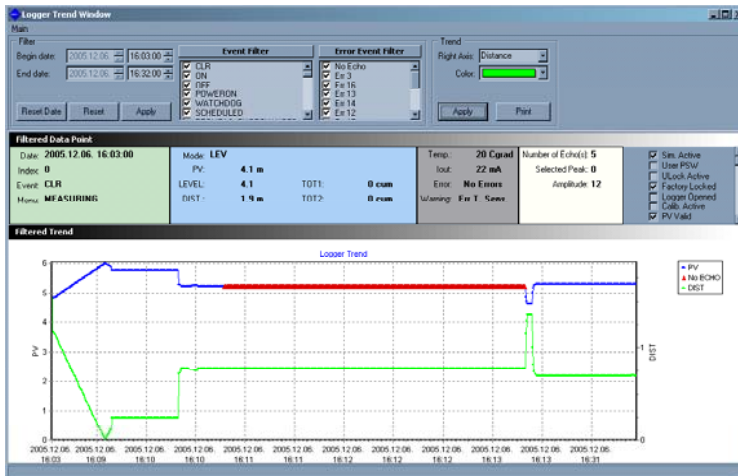 Logger Trend Window
Main
Filter
Begin date: 2005.12.06. 16:03:00
End date: 2005.12.06. 16:32:00
Reset Date Reset Apply
Event Filter
CLR
ON
OFF
POWERON
WATCHDOG
SCHEDULED
Error Event Filter
No Echo
Err 3
Err 16
Err 13
Err 14
Err 12
Trend
Right Axis: Distance
Color:
Apply Print
Filtered Data Point
Date: 2005.12.06. 16:03:00
Index: 0
Event: CLR
Menu: MEASURING
Mode: LEV
PV: 4.1 m
LEVEL: 4.1 TOT1: 0 cum
DIST.: 1.9 m TOT2: 0 cum
Temp.: 20 Cgrad
Iout: 22 mA
Error: No Errors
Warning: Err T. Sens
Number of Echo(s): 5
Selected Peak: 0
Amplitude: 12
Sim. Active
User PSW
ULock Active
Factory Locked
Logger Opened
Calib. Active
PV Valid
Filtered Trend
Logger Trend
PV
No ECHO
DIST
6
5
4
3
2
1
0
PV
1
0
DIST
2005.12.06. 2005.12.06. 2005.12.06. 2005.12.06. 2005.12.06. 2005.12.06. 2005.12.06. 2005.12.06. 2005.12.06. 2005.12.06. 2005.12.06. 2005.12.06.
16:03 16:09 16:10 16:10 16:11 16:11 16:12 16:12 16:12 16:13 16:13 16:31